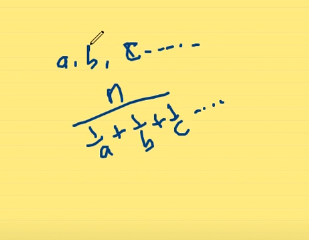 a, b, c-----
n
1/a + 1/b + 1/c ....